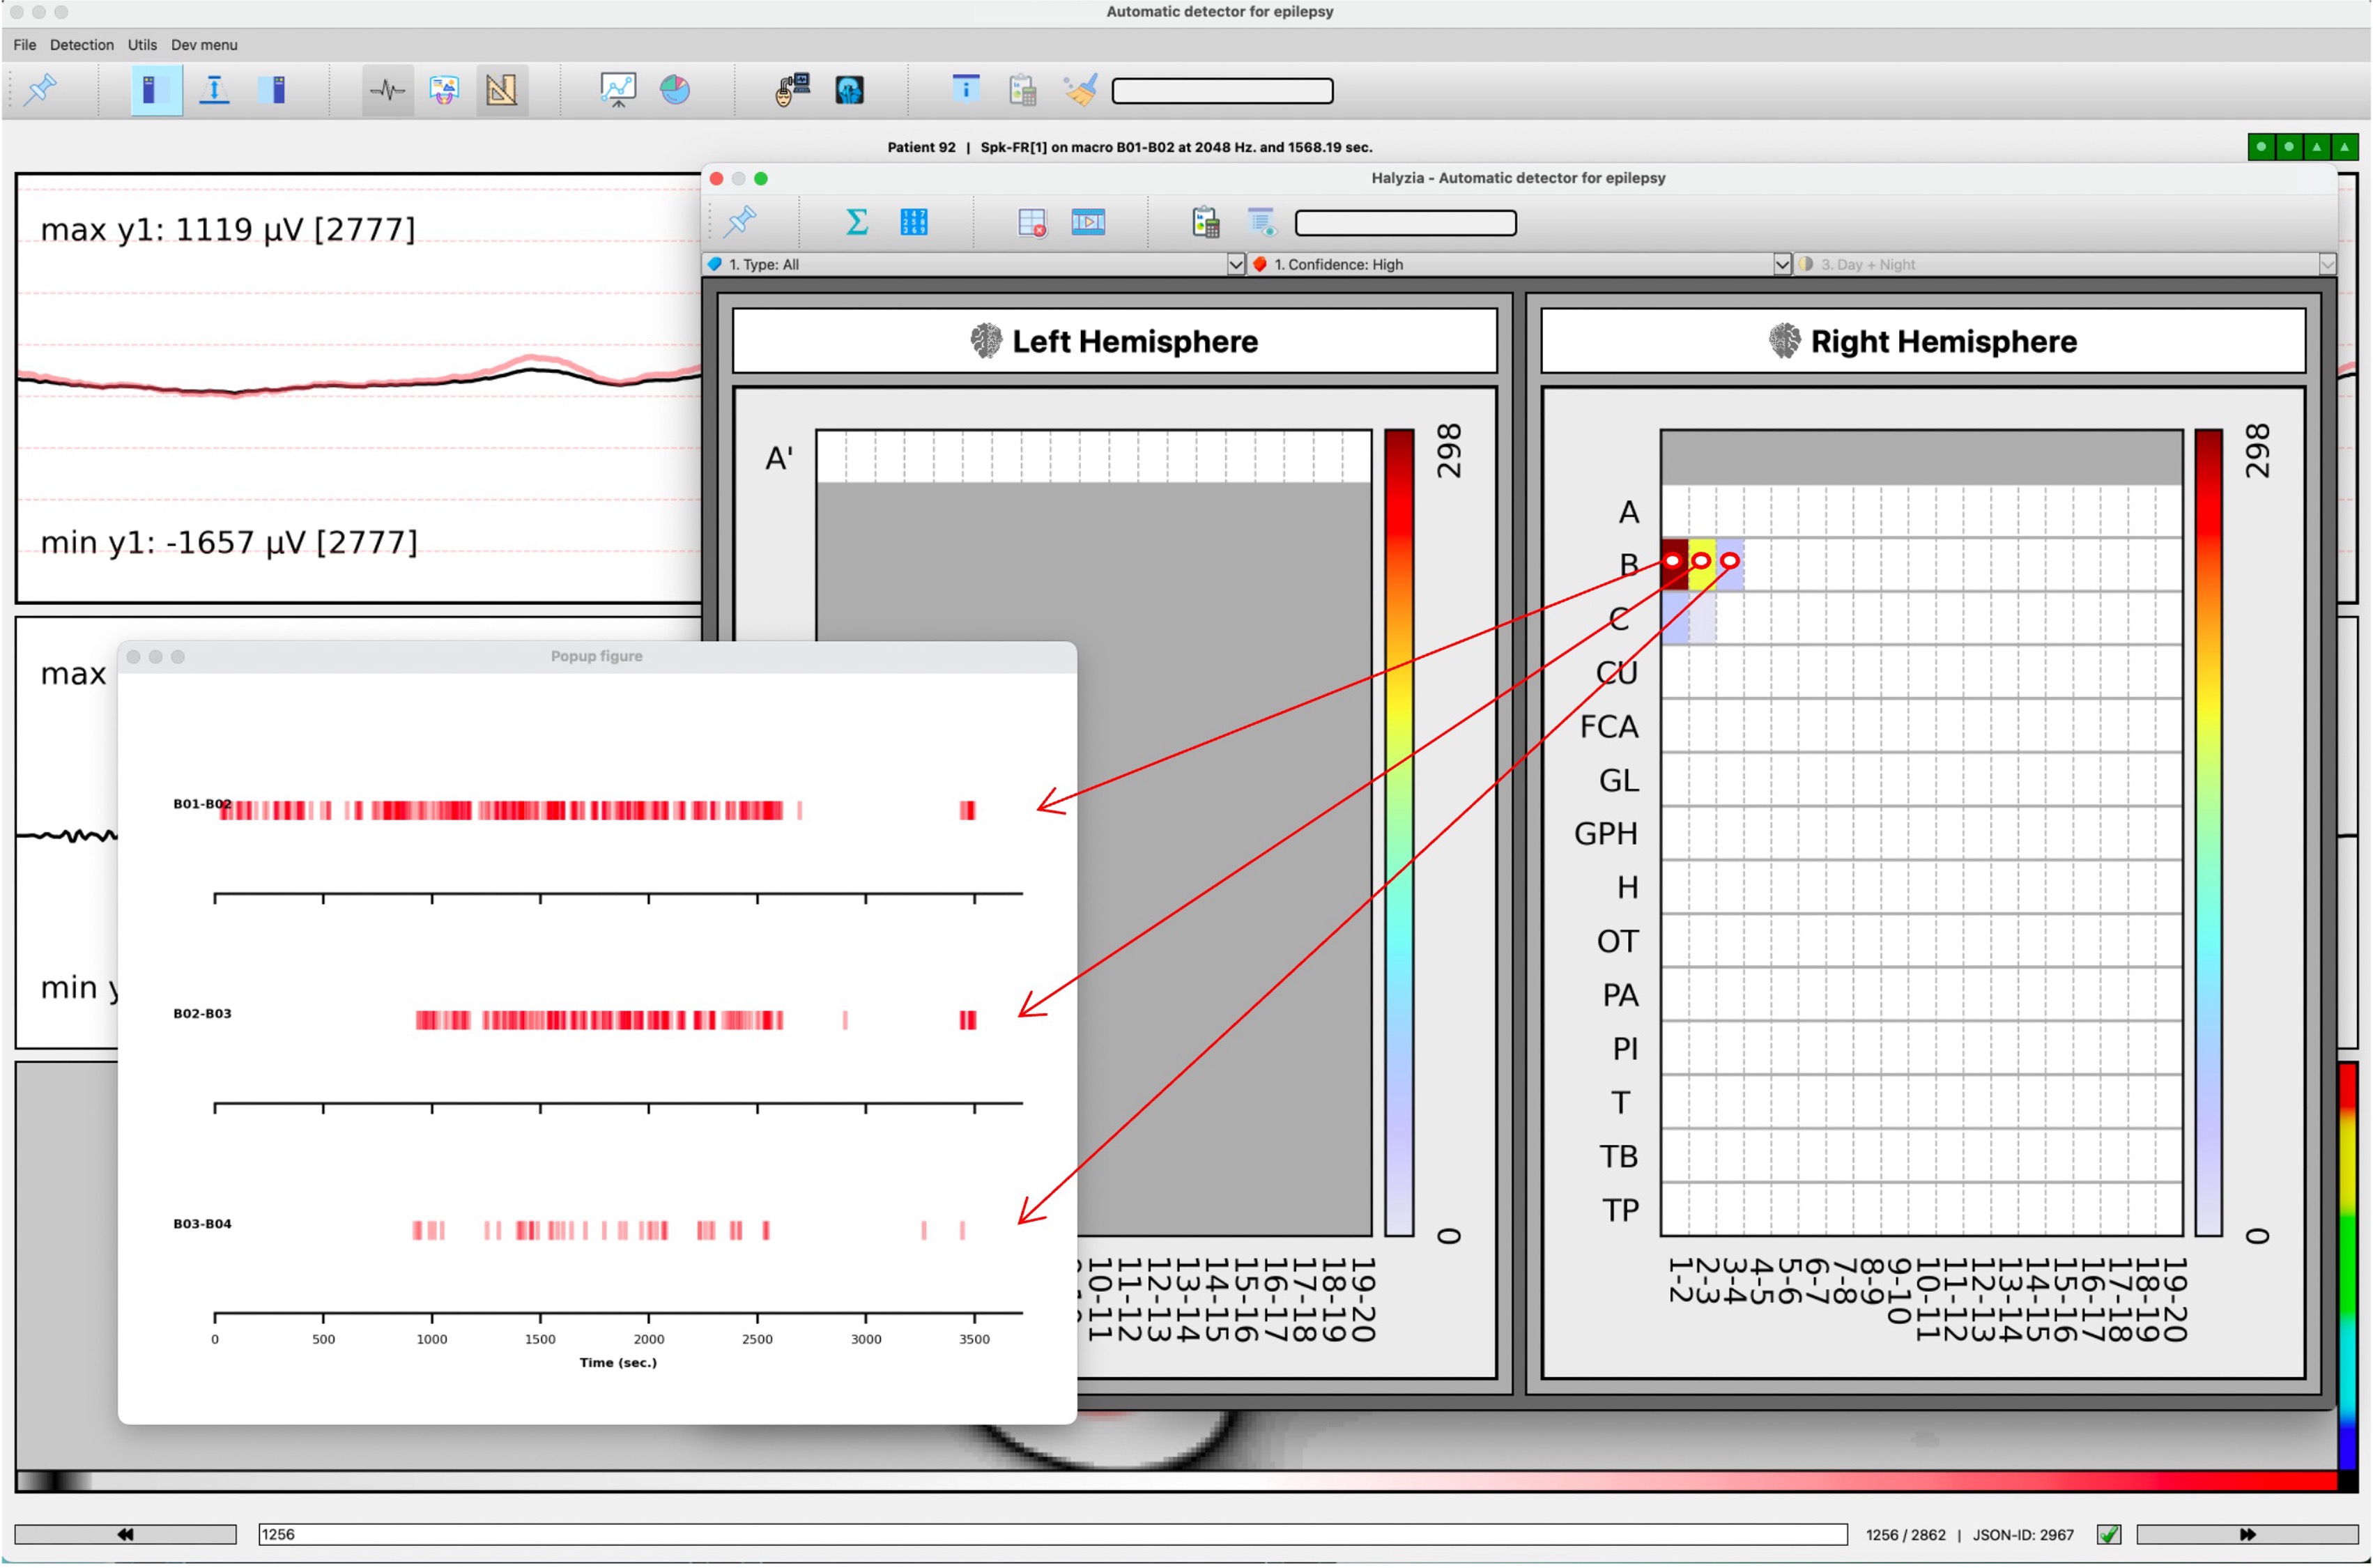 Automatic detector for epilepsy
File Detection Utils Dev menu
Patient 92 | Spk-FR[1] on macro B01-B02 at 2048 Hz. and 1568.19 sec.
max y1: 1119 µV [2777]
min y1: -1657 µV [2777]
max
min y
Halyzia - Automatic detector for epilepsy
1. Type: All
1. Confidence: High
3. Day + Night
Left Hemisphere
A'
298
0
10-11
11-12
12-13
13-14
14-15
15-16
16-17
17-18
18-19
19-20
Right Hemisphere
A
B
C
CU
FCA
GL
GPH
H
OT
PA
PI
T
TB
TP
298
0
1-2
2-3
3-4
4-5
5-6
6-7
7-8
8-9
9-10
10-11
11-12
12-13
13-14
14-15
15-16
16-17
17-18
18-19
19-20
Popup figure
B01-B02
B02-B03
B03-B04
0 500 1000 1500 2000 2500 3000 3500
Time (sec.)
1256
1256 / 2862 | JSON-ID: 2967